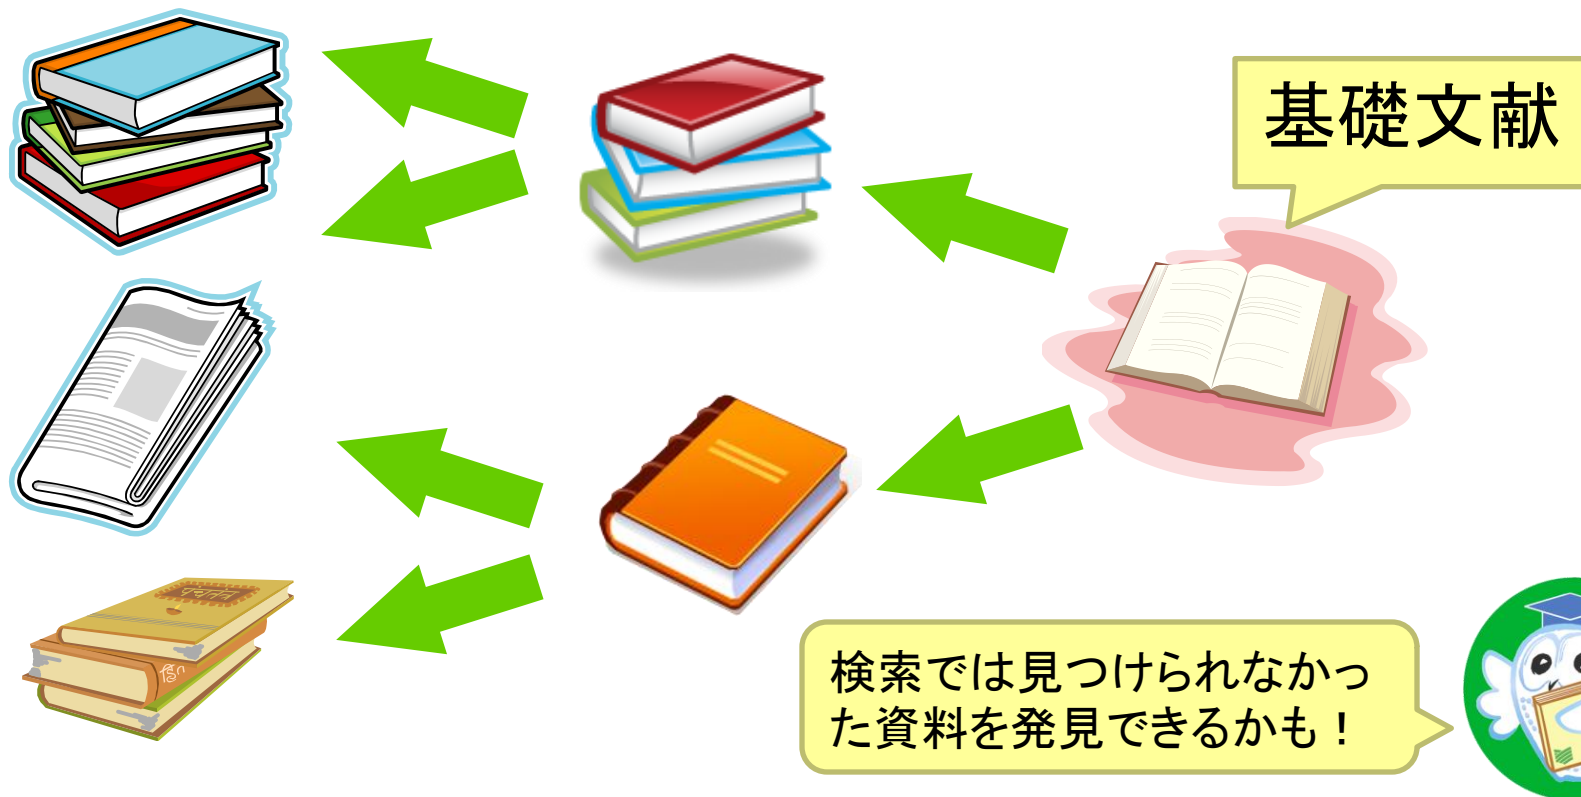 基礎文献
検索では見つけられなかっ
た資料を発見できるかも！